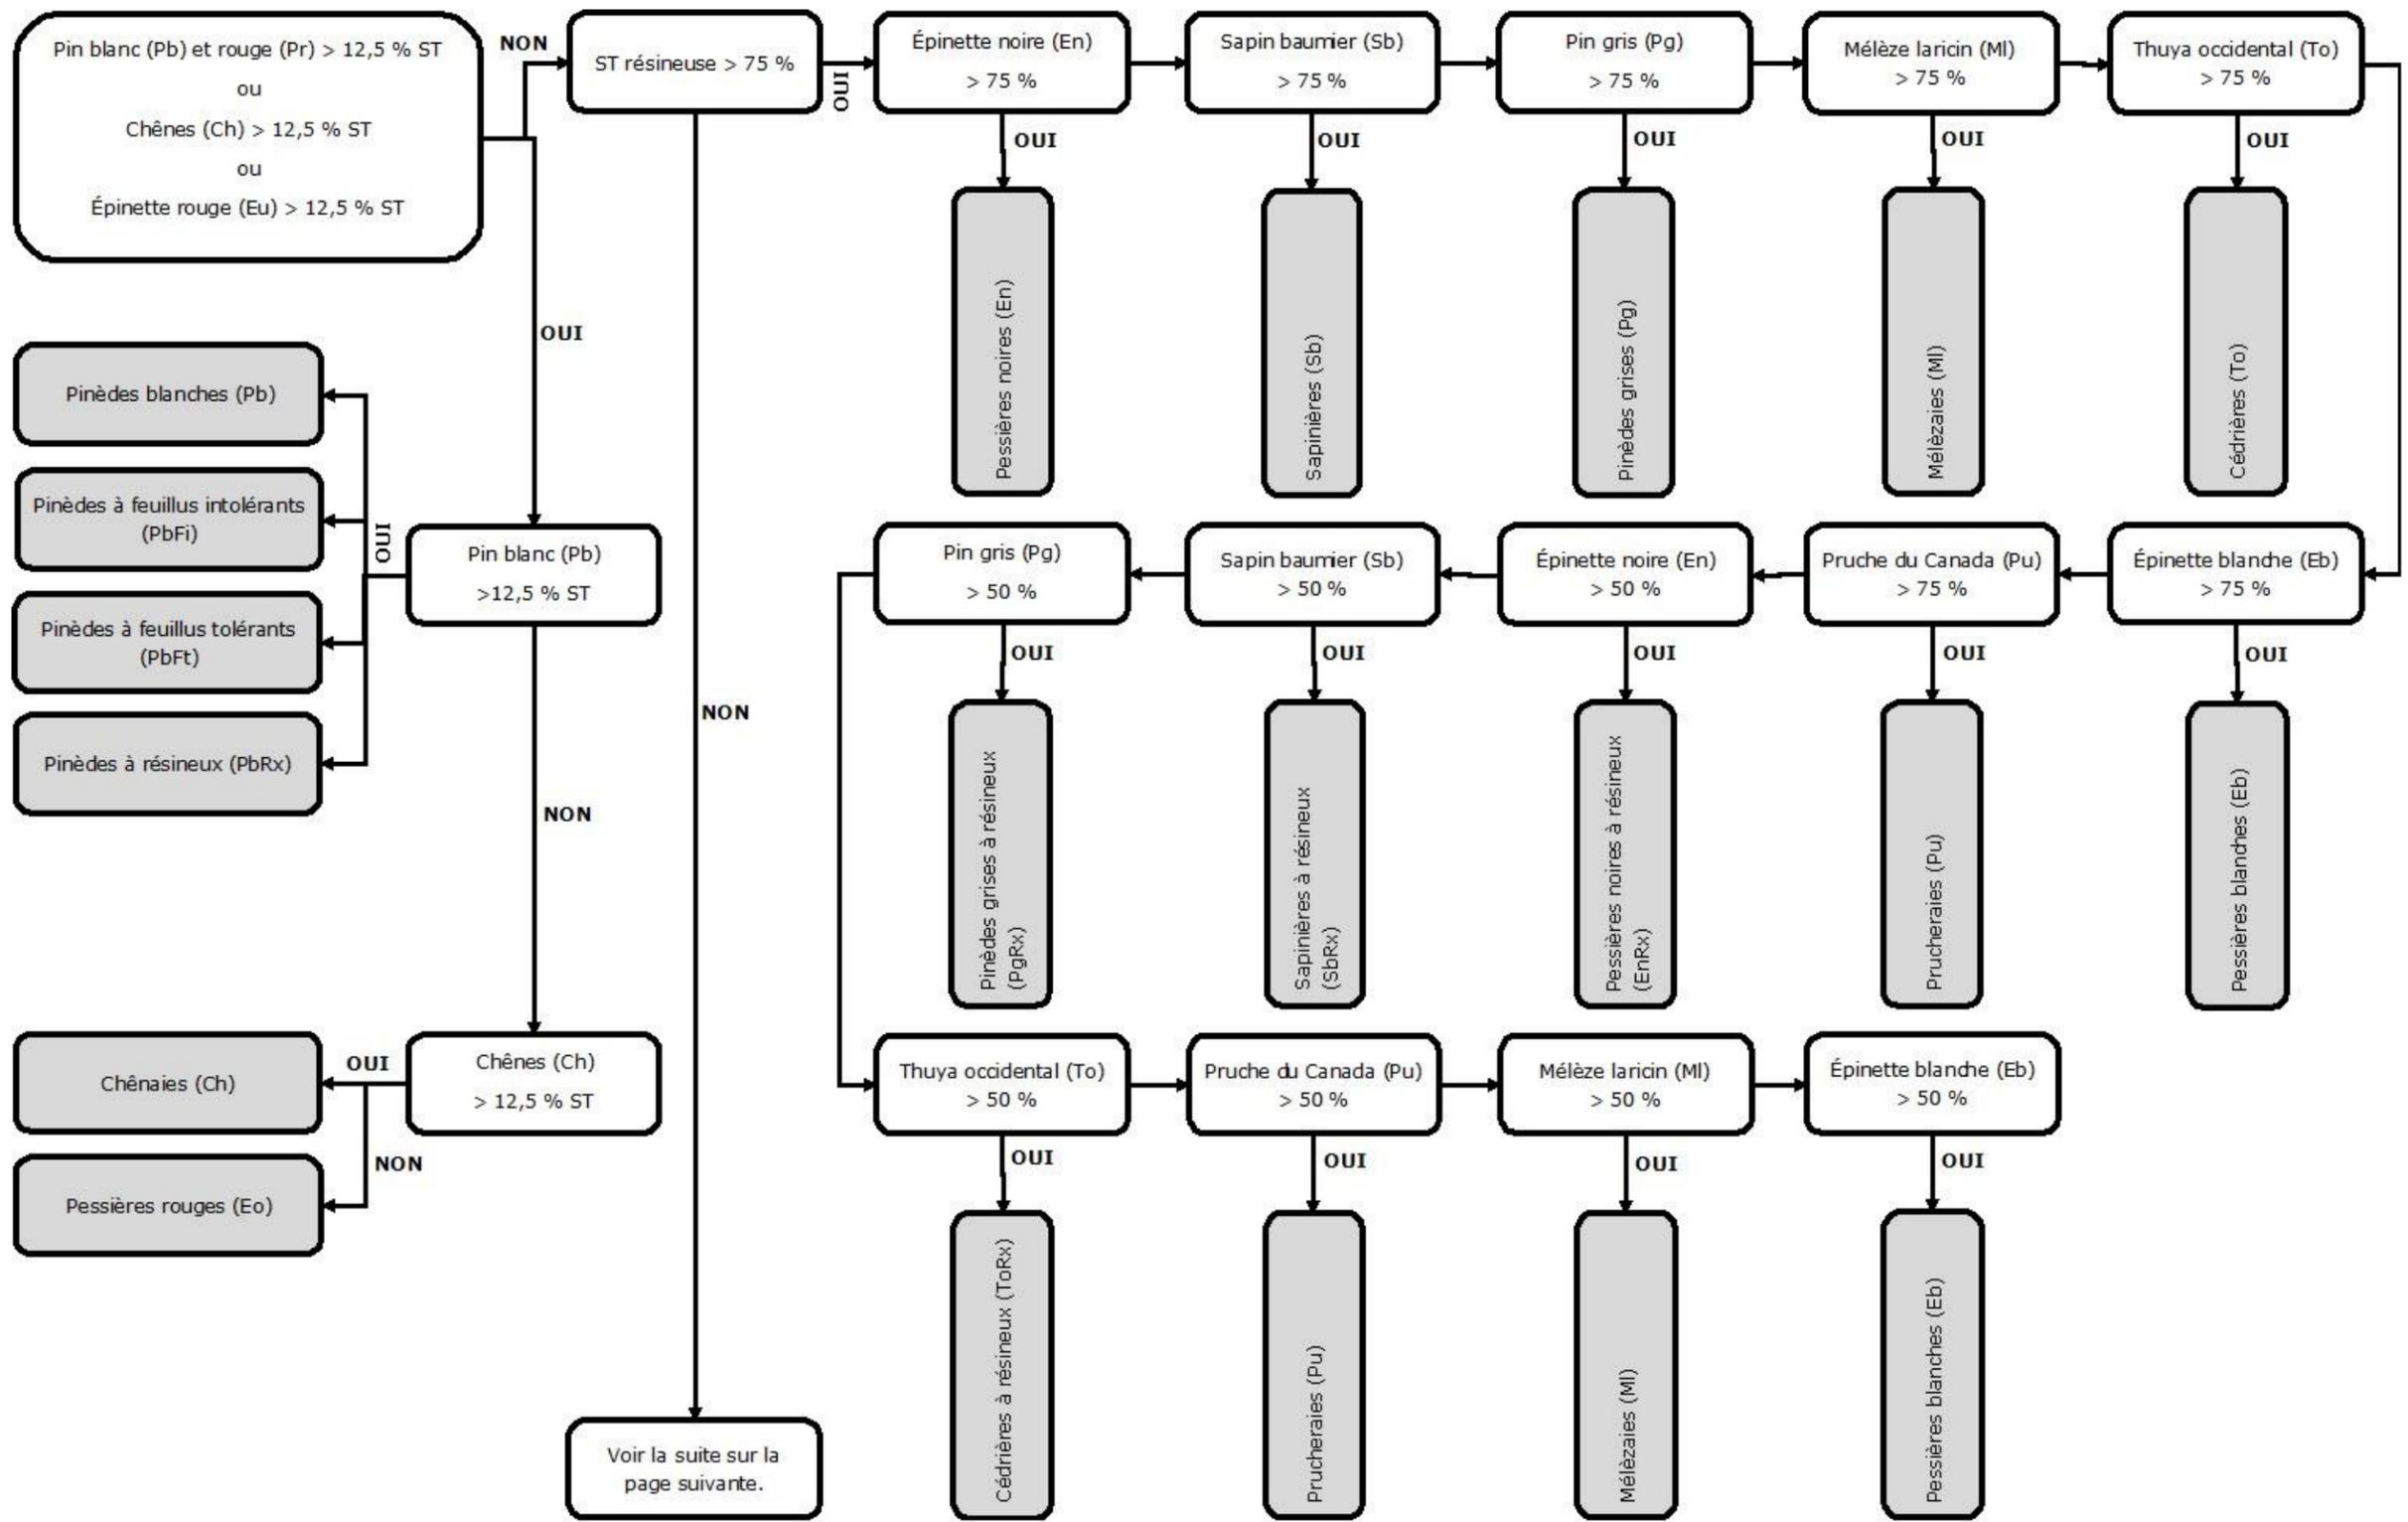 Pin blanc (Pb) et rouge (Pr) > 12,5 % ST
ou
Chênes (Ch) > 12,5 % ST
ou
Épinette rouge (Eu) > 12,5 % ST
NON
ST résineuse > 75 %
OUI
Épinette noire (En)
> 75 %
Sapin baumier (Sb)
> 75 %
Pin gris (Pg)
> 75 %
Mélèze laricin (Ml)
> 75 %
Thuya occidental (To)
> 75 %
OUI
OUI
OUI
OUI
OUI
Pessières noires (En)
Sapinières (Sb)
Pinèdes grises (Pg)
Mélèzaies (Ml)
Cédrières (To)
OUI
Pinèdes blanches (Pb)
Pinèdes à feuillus intolérants
(PbFi)
Pinèdes à feuillus tolérants
(PbFt)
Pinèdes à résineux (PbRx)
OUI
Pin blanc (Pb)
>12,5 % ST
NON
NON
Pin gris (Pg)
> 50 %
Sapin baumier (Sb)
> 50 %
Épinette noire (En)
> 50 %
Pruche du Canada (Pu)
> 75 %
Épinette blanche (Eb)
> 75 %
OUI
OUI
OUI
OUI
OUI
Pinèdes grises à résineux
(PgRx)
Sapinières à résineux
(SbRx)
Pessières noires à résineux
(EnRx)
Prucheraies (Pu)
Pessières blanches (Eb)
Chênaies (Ch)
OUI
Chênes (Ch)
> 12,5 % ST
NON
Pessières rouges (Eo)
Thuya occidental (To)
> 50 %
Pruche du Canada (Pu)
> 50 %
Mélèze laricin (Ml)
> 50 %
Épinette blanche (Eb)
> 50 %
OUI
OUI
OUI
OUI
Cédrières à résineux (ToRx)
Prucheraies (Pu)
Mélèzaies (Ml)
Pessières blanches (Eb)
Voir la suite sur la
page suivante.